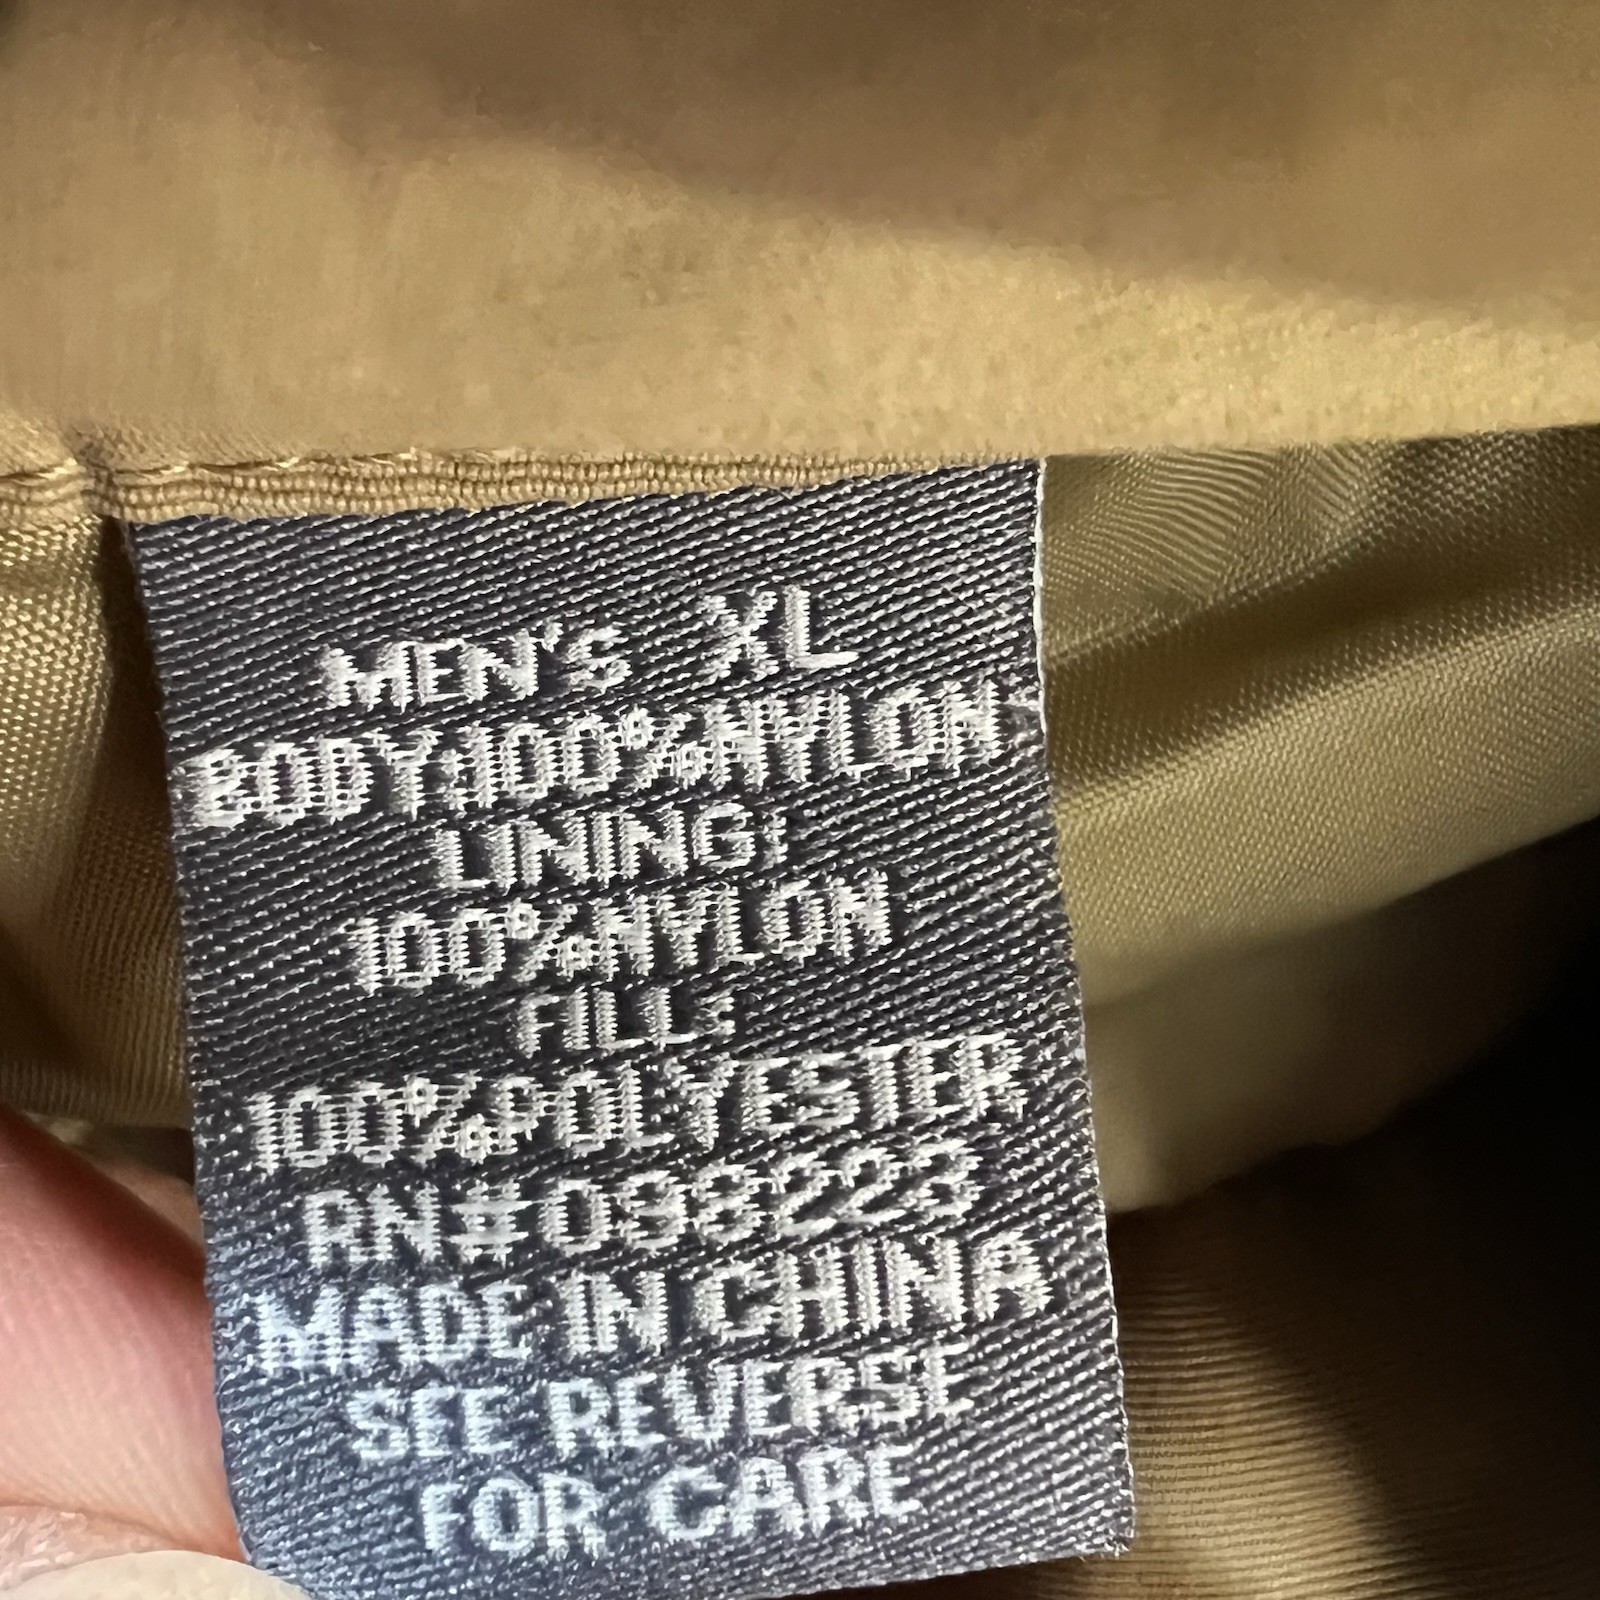 MEN'S XL
BODY:100%NYLON
LINING:
100%NYLON
FILL:
100%POLYESTER
RN#098223
MADE IN CHINA
SEE REVERSE
FOR CARE